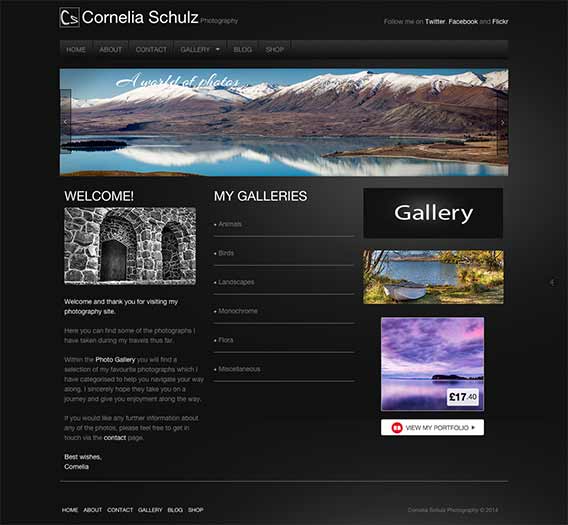 Cs Cornelia Schulz Photography
Follow me on Twitter, Facebook and Flickr
HOME ABOUT CONTACT GALLERY BLOG SHOP
A world of photos
WELCOME!
Welcome and thank you for visiting my
photography site.
Here you can find some of the photographs I
have taken during my travels thus far.
Within the Photo Gallery you will find a
selection of my favourite photographs which I
have categorised to help you navigate your way
along. I sincerely hope they take you on a
journey and give you enjoyment along the way.
If you would like any further information about
any of the photos, please feel free to get in
touch via the contact page.
Best wishes,
Cornelia
MY GALLERIES
• Animals
• Birds
• Landscapes
• Monochrome
• Flora
• Miscellaneous
Gallery
£17.40
VIEW MY PORTFOLIO
HOME ABOUT CONTACT GALLERY BLOG SHOP
Cornelia Schulz Photography © 2014